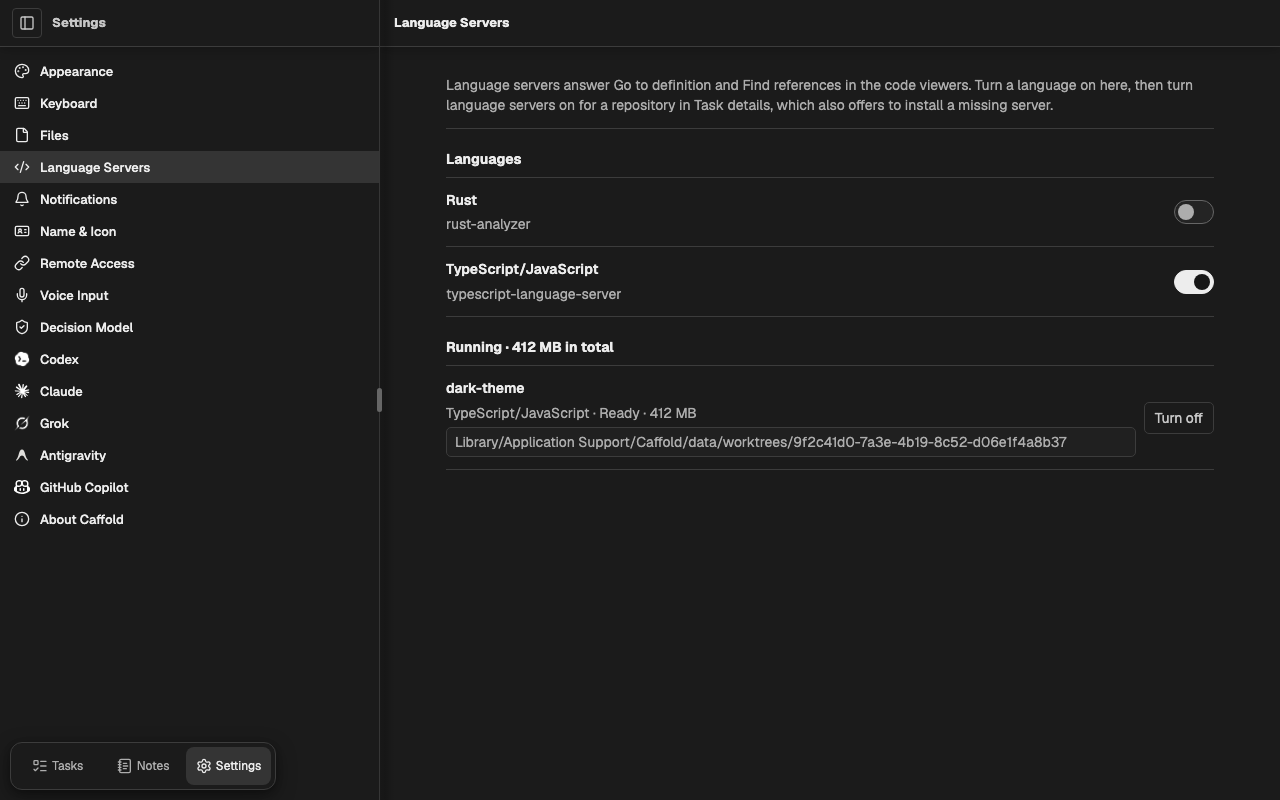 Settings
Language Servers
Appearance
Keyboard
Files
Language Servers
Notifications
Name & Icon
Remote Access
Voice Input
Decision Model
Codex
Claude
Grok
Antigravity
GitHub Copilot
About Caffold
Language servers answer Go to definition and Find references in the code viewers. Turn a language on here, then turn
language servers on for a repository in Task details, which also offers to install a missing server.
Languages
Rust
rust-analyzer
TypeScript/JavaScript
typescript-language-server
Running · 412 MB in total
dark-theme
TypeScript/JavaScript · Ready · 412 MB
Turn off
Library/Application Support/Caffold/data/worktrees/9f2c41d0-7a3e-4b19-8c52-d06e1f4a8b37
Tasks
Notes
Settings